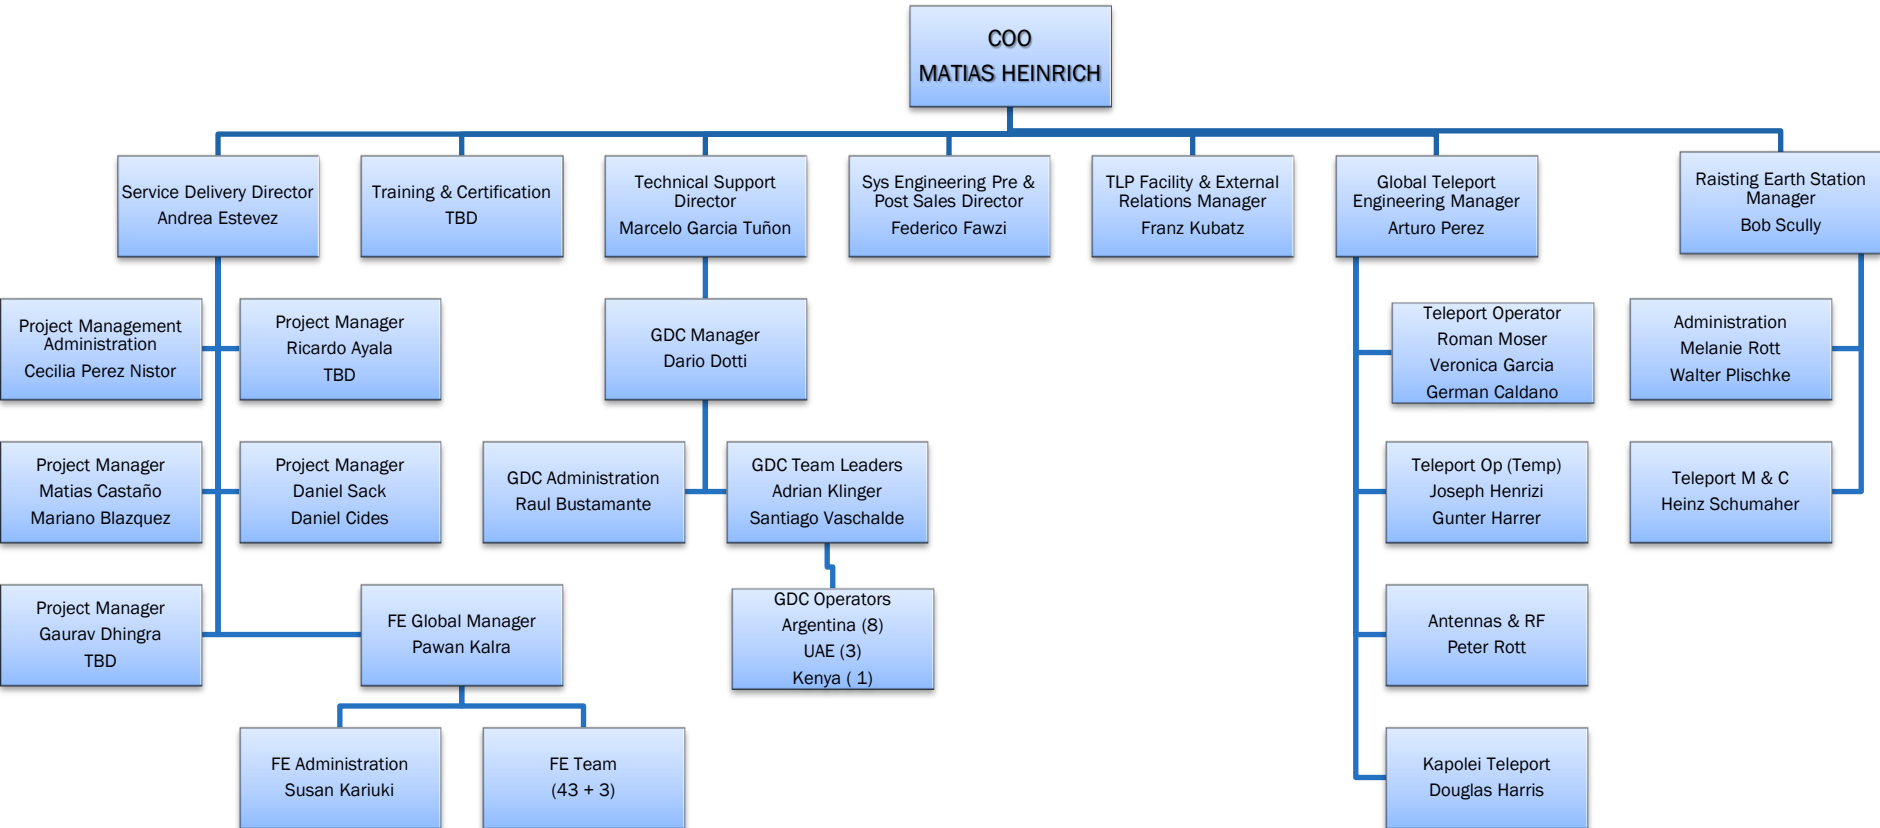 COO
MATIAS HEINRICH
Service Delivery Director
Andrea Estevez
Training & Certification
TBD
Technical Support
Director
Marcelo Garcia Tuñon
Sys Engineering Pre &
Post Sales Director
Federico Fawzi
TLP Facility & External
Relations Manager
Franz Kubatz
Global Teleport
Engineering Manager
Arturo Perez
Raisting Earth Station
Manager
Bob Scully
Project Management
Administration
Cecilia Perez Nistor
Project Manager
Ricardo Ayala
TBD
GDC Manager
Dario Dotti
Teleport Operator
Roman Moser
Veronica Garcia
German Caldano
Administration
Melanie Rott
Walter Plischke
Project Manager
Matias Castaño
Mariano Blazquez
Project Manager
Daniel Sack
Daniel Cides
GDC Administration
Raul Bustamante
GDC Team Leaders
Adrian Klinger
Santiago Vaschalde
Teleport Op (Temp)
Joseph Henrizi
Gunter Harrer
Teleport M & C
Heinz Schumaher
Project Manager
Gaurav Dhingra
TBD
FE Global Manager
Pawan Kalra
GDC Operators
Argentina (8)
UAE (3)
Kenya ( 1)
Antennas & RF
Peter Rott
FE Administration
Susan Kariuki
FE Team
(43 + 3)
Kapolei Teleport
Douglas Harris